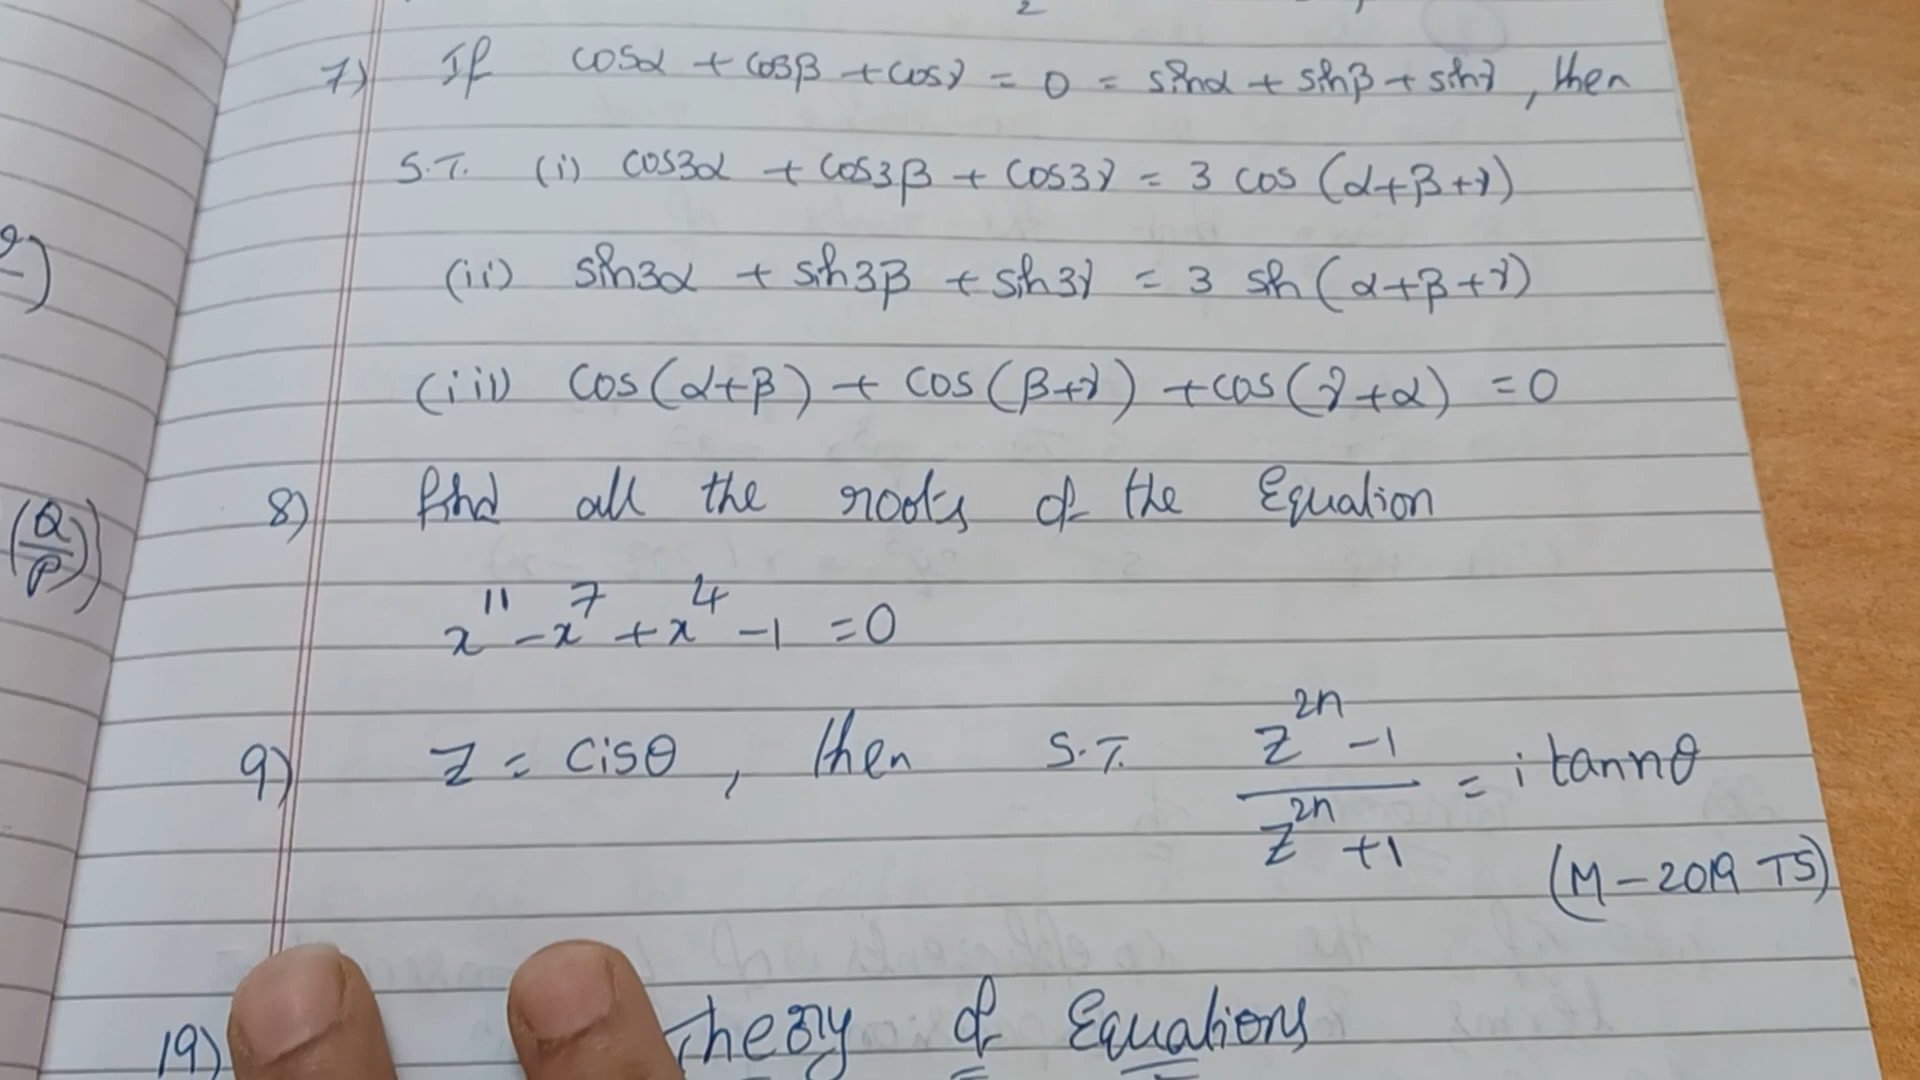 2
7) If cosα + cosβ + cosγ = 0 = sinα + sinβ + sinγ, then
S.T. (i) cos3α + cos3β + cos3γ = 3 cos (α+β+γ)
(ii) sin3α + sin3β + sin3γ = 3 sin (α+β+γ)
(iii) cos(α+β) + cos(β+γ) + cos(γ+α) = 0
8) find all the roots of the Equation
(Q/P))
x¹¹ - x⁷ + x⁴ - 1 = 0
9) z = cisθ, then S.T. (z²ⁿ - 1)/(z²ⁿ + 1) = i tan nθ
(M-2019 TS)
19) Theory of Equations